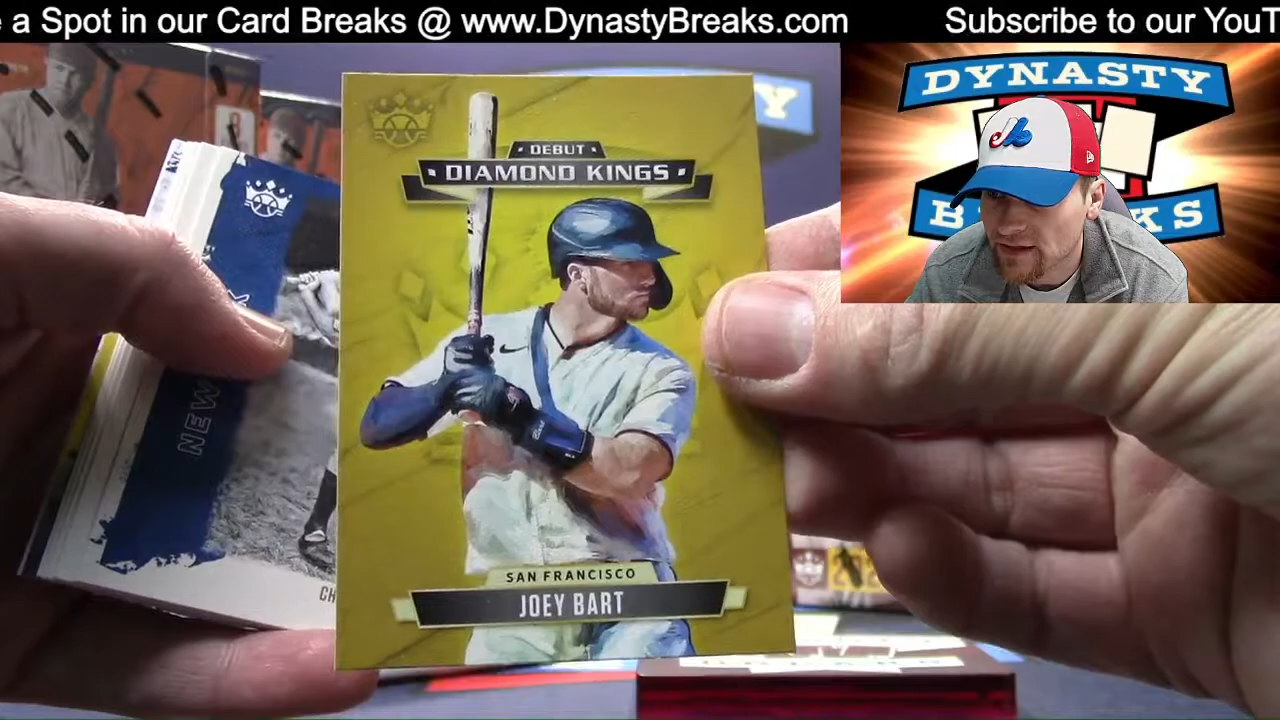 e a Spot in our Card Breaks @ www.DynastyBreaks.com
Subscribe to our YouT
DYNASTY
Y
B
KS
DEBUT
DIAMOND KINGS
NEW
CH
SAN FRANCISCO
JOEY BART